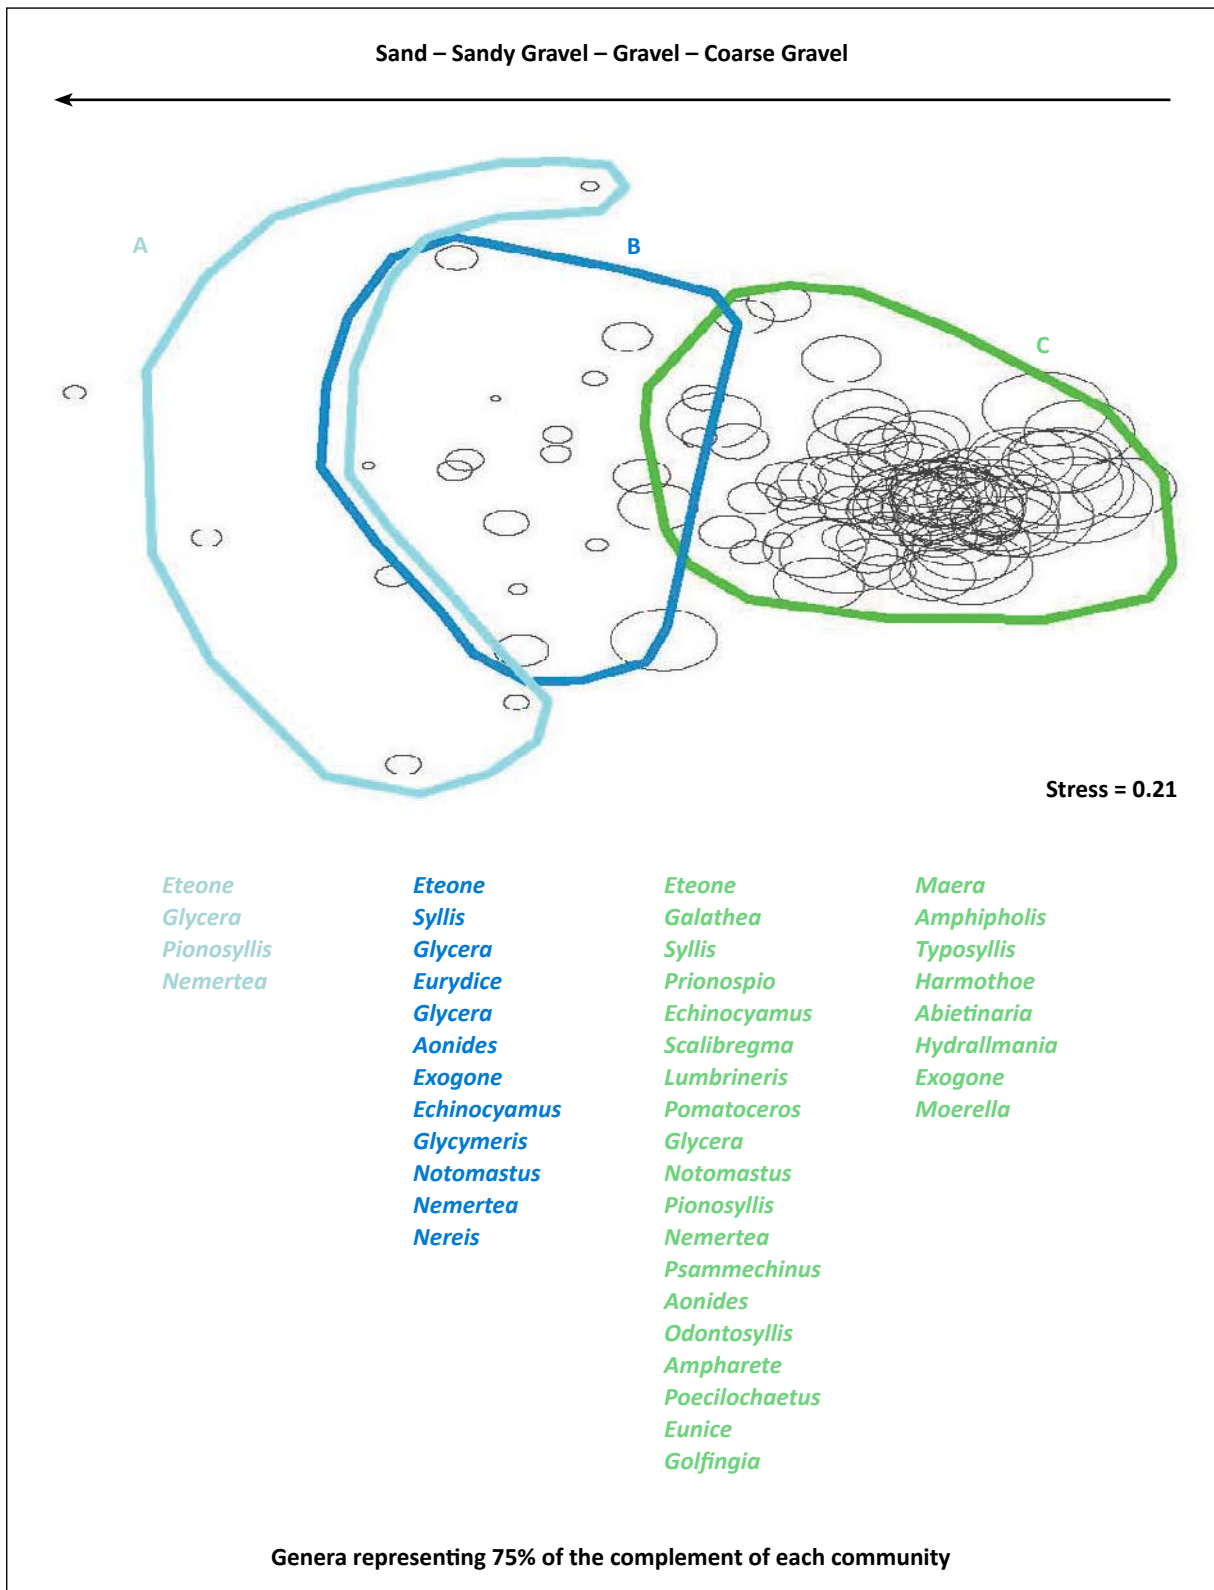 Sand – Sandy Gravel – Gravel – Coarse Gravel
A
B
C
Stress = 0.21
Eteone
Glycera
Pionosyllis
Nemertea
Eteone
Syllis
Glycera
Eurydice
Glycera
Aonides
Exogone
Echinocyamus
Glycymeris
Notomastus
Nemertea
Nereis
Eteone
Galathea
Syllis
Prionospio
Echinocyamus
Scalibregma
Lumbrineris
Pomatoceros
Glycera
Notomastus
Pionosyllis
Nemertea
Psammechinus
Aonides
Odontosyllis
Ampharete
Poecilochaetus
Eunice
Golfingia
Maera
Amphipholis
Typosyllis
Harmothoe
Abietinaria
Hydrallmania
Exogone
Moerella
Genera representing 75% of the complement of each community